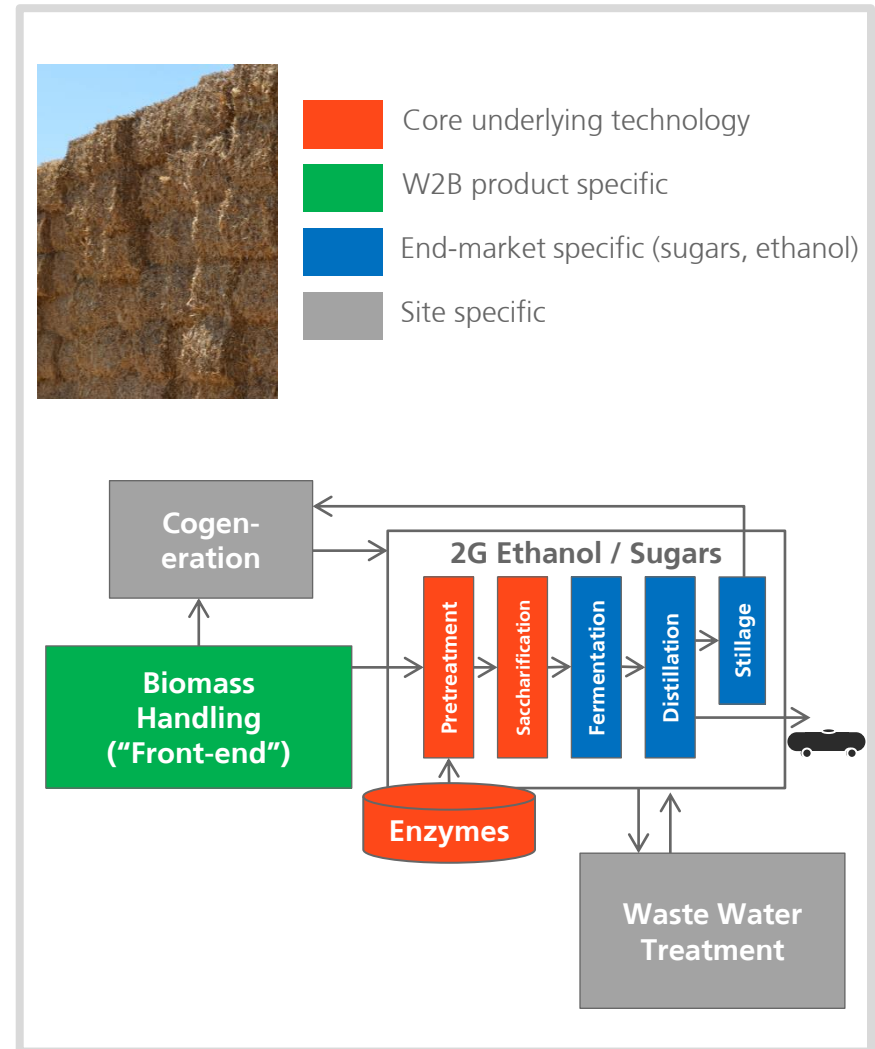 Core underlying technology
W2B product specific
End-market specific (sugars, ethanol)
Site specific
Cogen-
eration
2G Ethanol / Sugars
Biomass
Handling
(“Front-end”)
Pretreatment
Saccharification
Fermentation
Distillation
Stillage
Enzymes
Waste Water
Treatment